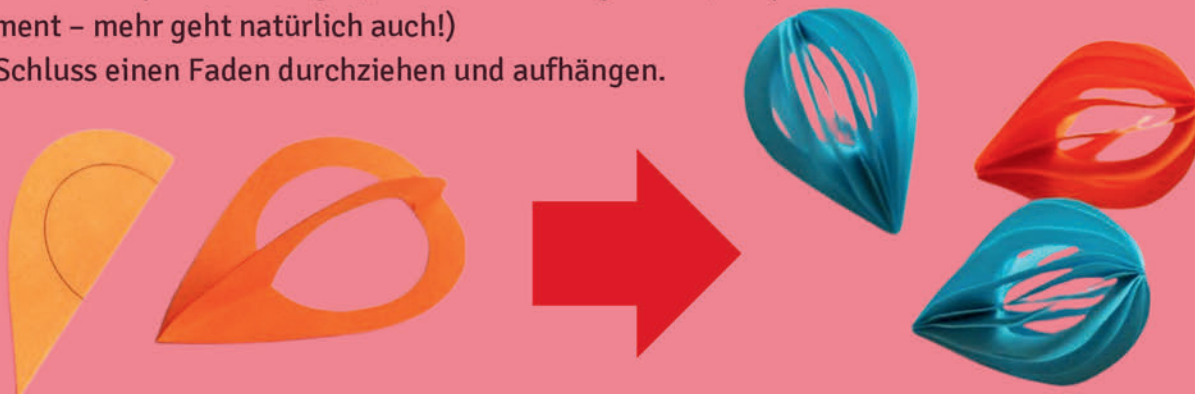 ment – mehr geht natürlich auch!)
Schluss einen Faden durchziehen und aufhängen.